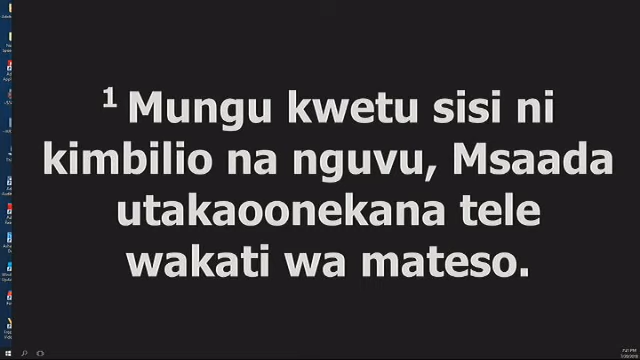 1 Mungu kwetu sisi ni
kimbilio na nguvu, Msaada
utakaoonekana tele
wakati wa mateso.